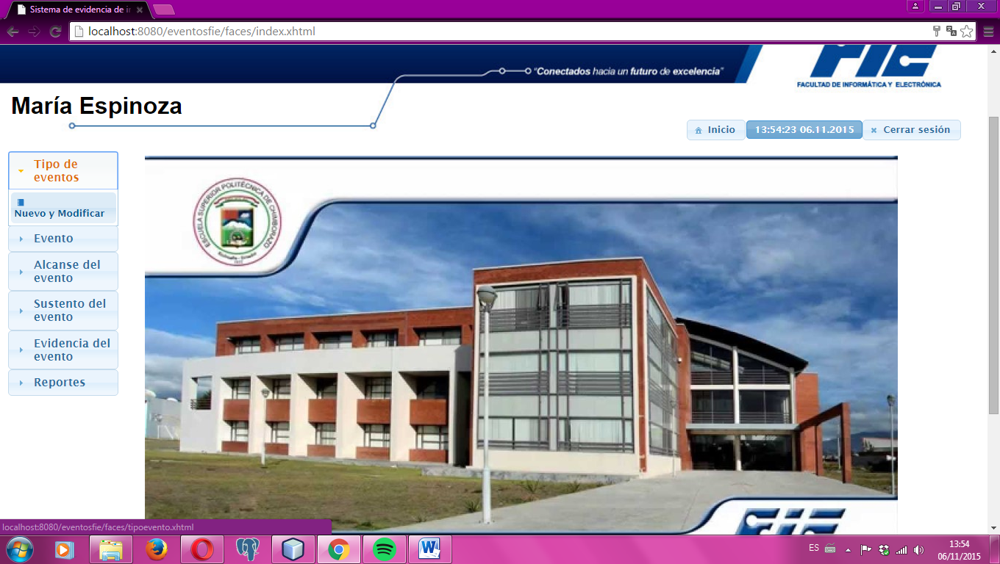 Sistema de evidencia de i
localhost:8080/eventosfie/faces/index.xhtml
"Conectados hacia un futuro de excelencia"
FIE
FACULTAD DE INFORMÁTICA Y ELECTRÓNICA
María Espinoza
Inicio
13:54:23 06.11.2015
Cerrar sesión
Tipo de
eventos
Nuevo y Modificar
Evento
Alcanse del
evento
Sustento del
evento
Evidencia del
evento
Reportes
ESCUELA SUPERIOR POLITÉCNICA DE CHIMBORAZO
FIE
localhost:8080/eventosfie/faces/tipoevento.xhtml
ES
13:54
06/11/2015